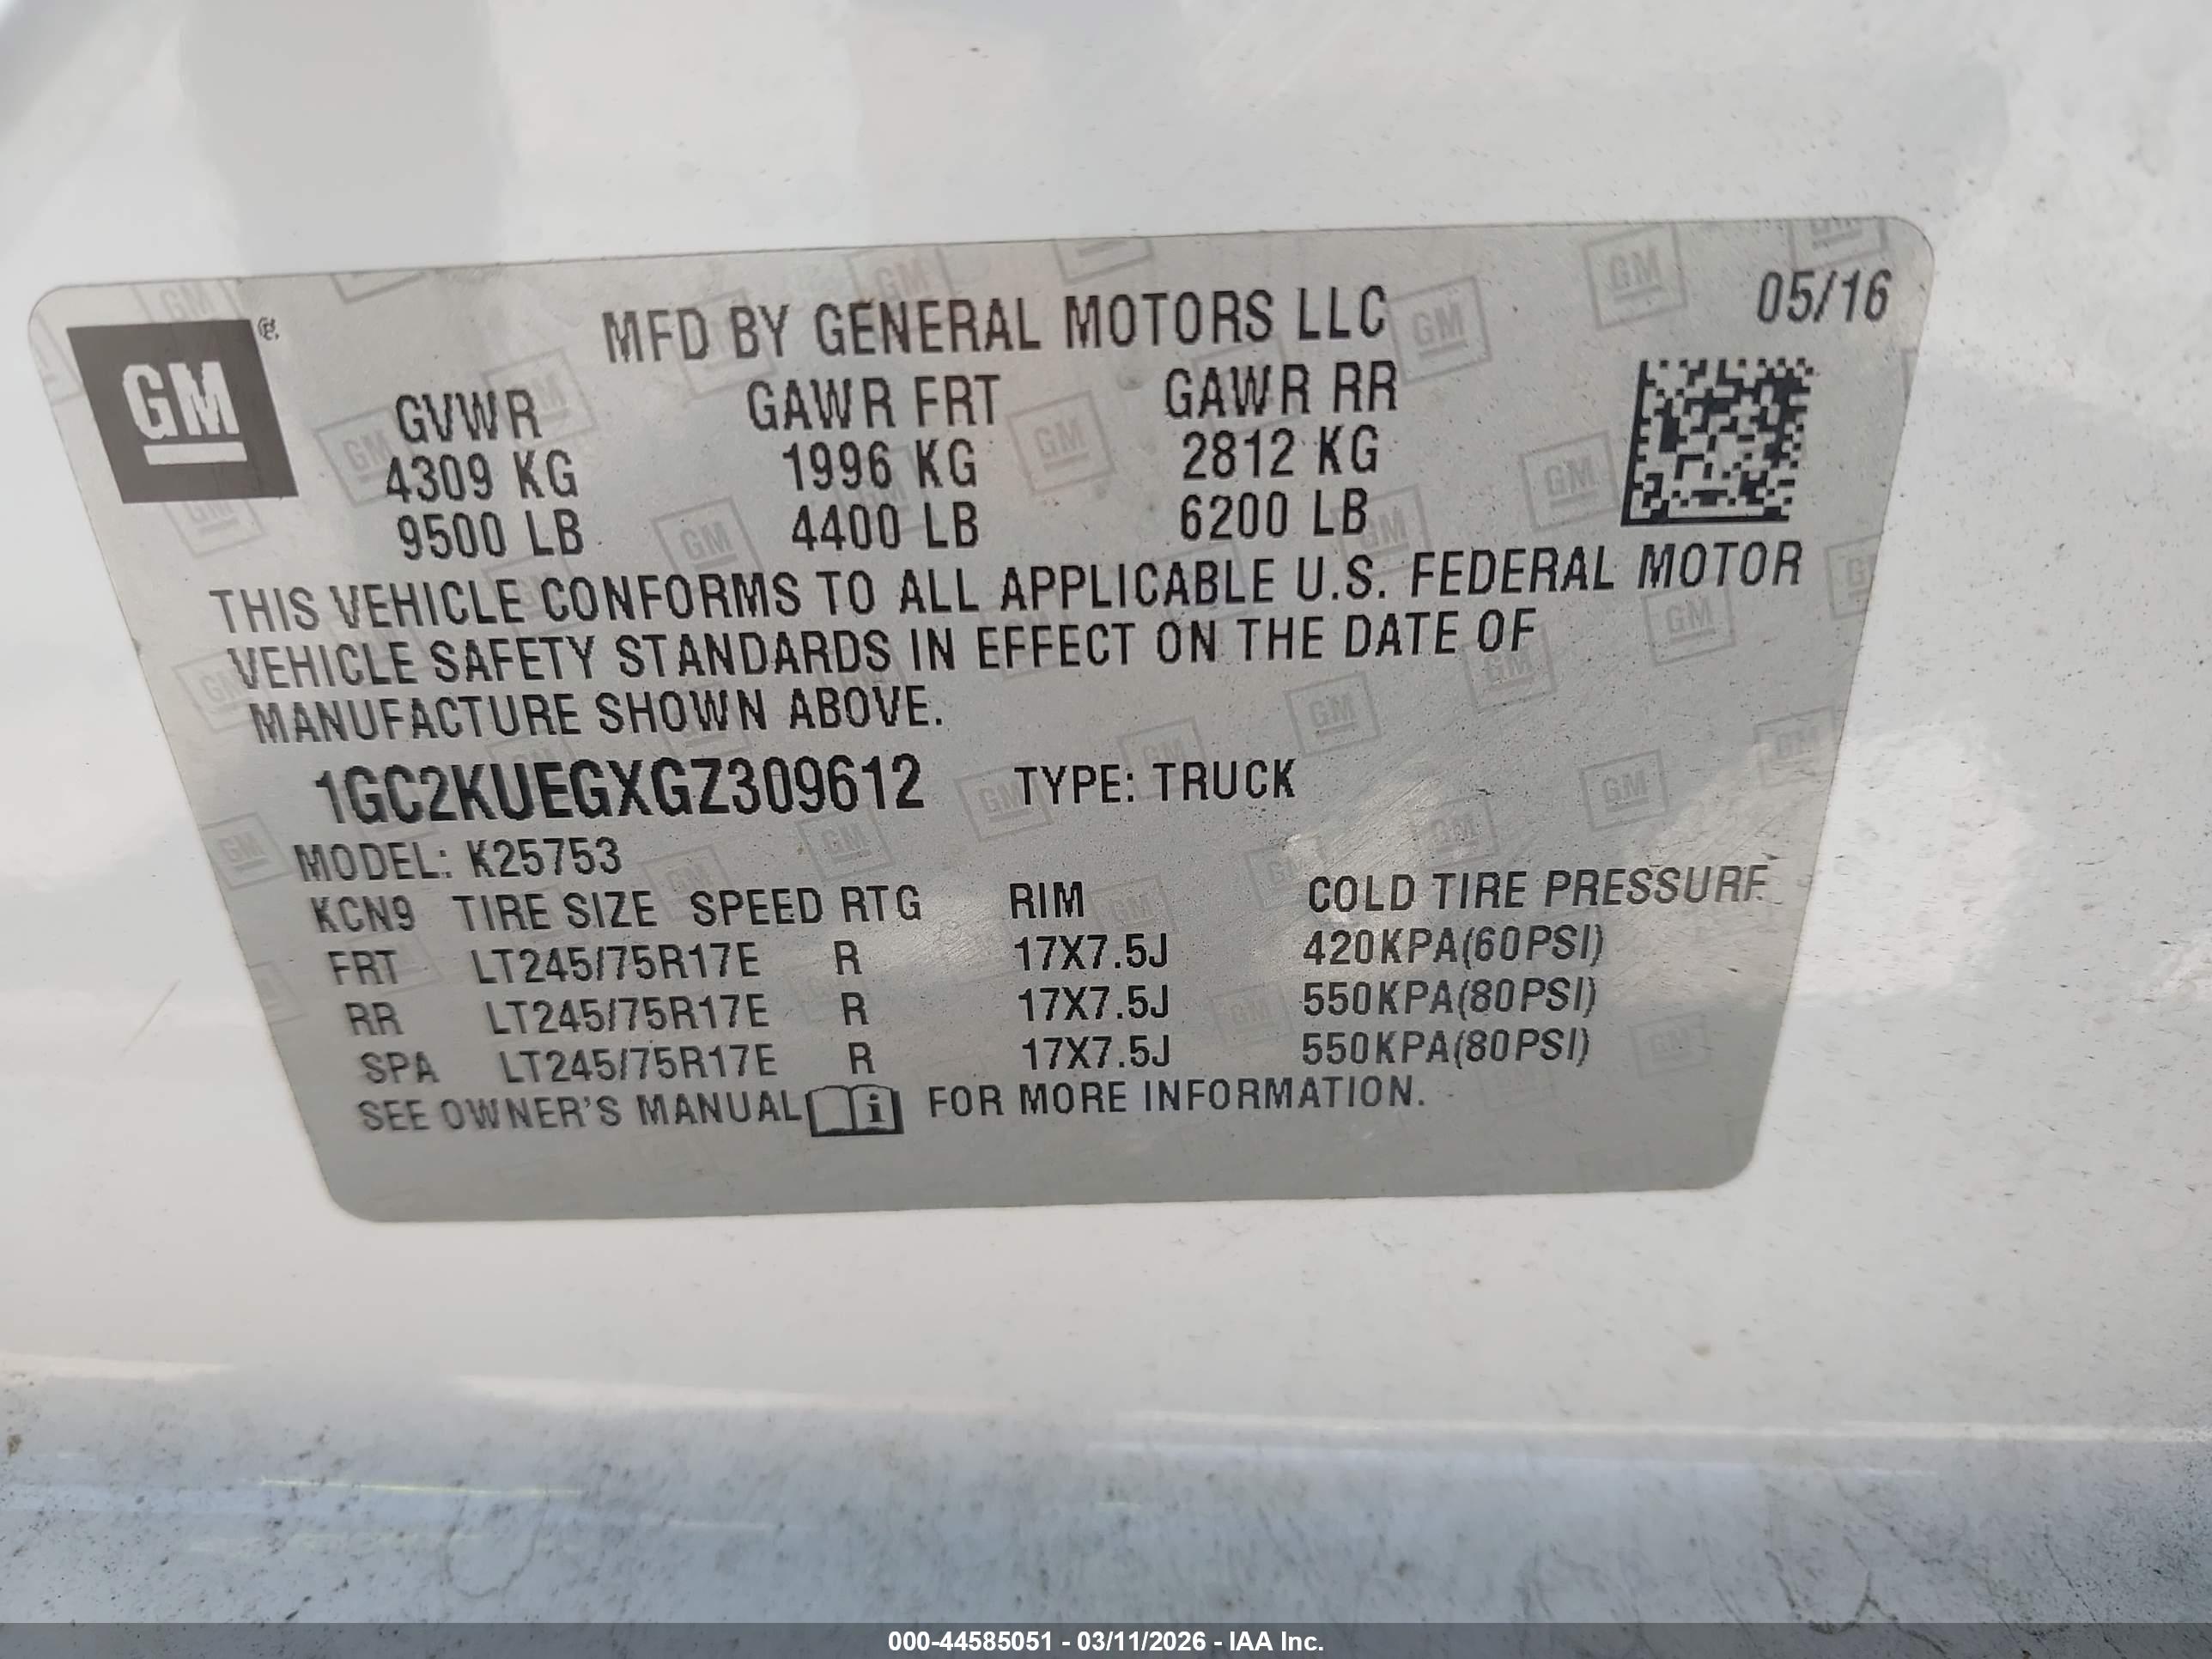 05/16
GM
MFD BY GENERAL MOTORS LLC
GVWR GAWR FRT GAWR RR
4309 KG 1996 KG 2812 KG
9500 LB 4400 LB 6200 LB
THIS VEHICLE CONFORMS TO ALL APPLICABLE U.S. FEDERAL MOTOR
VEHICLE SAFETY STANDARDS IN EFFECT ON THE DATE OF
MANUFACTURE SHOWN ABOVE.
1GC2KUEGXGZ309612 TYPE: TRUCK
MODEL: K25753
KCN9 TIRE SIZE SPEED RTG RIM COLD TIRE PRESSURE
FRT LT245/75R17E R 17X7.5J 420KPA(60PSI)
RR LT245/75R17E R 17X7.5J 550KPA(80PSI)
SPA LT245/75R17E R 17X7.5J 550KPA(80PSI)
SEE OWNER'S MANUAL i FOR MORE INFORMATION.
000-44585051 - 03/11/2026 - IAA Inc.